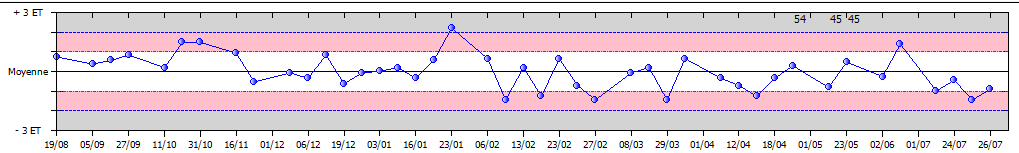 + 3 ET
54 45 45
Moyenne
- 3 ET
19/08 05/09 27/09 11/10 31/10 16/11 01/12 06/12 19/12 03/01 11/01 23/01 06/02 13/02 23/02 27/02 08/03 29/03 04/04 12/04 18/04 02/05 23/05 02/06 01/07 24/07 26/07